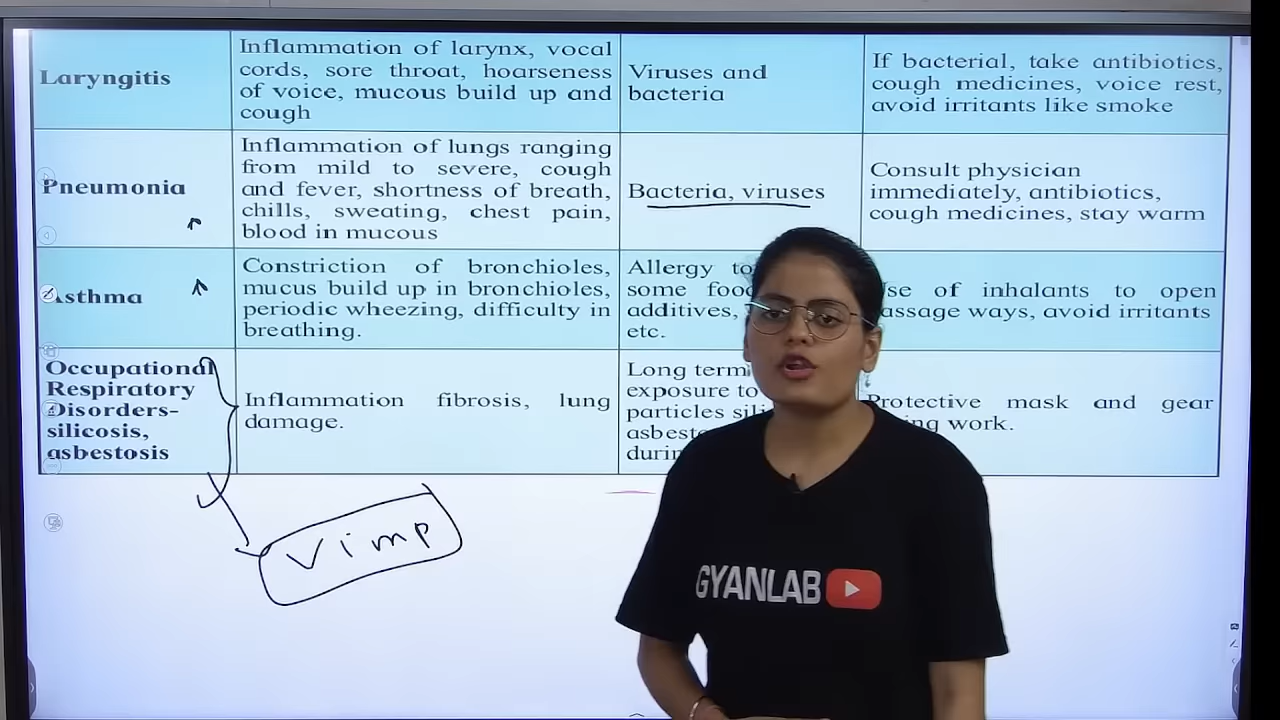 Laryngitis
Inflammation of larynx, vocal
cords, sore throat, hoarseness
of voice, mucous build up and
cough
Viruses and
bacteria
If bacterial, take antibiotics,
cough medicines, voice rest,
avoid irritants like smoke
Pneumonia
Inflammation of lungs ranging
from mild to severe, cough
and fever, shortness of breath,
chills, sweating, chest pain,
blood in mucous
Bacteria, viruses
Consult physician
immediately, antibiotics,
cough medicines, stay warm
Asthma
Constriction of bronchioles,
mucus build up in bronchioles,
periodic wheezing, difficulty in
breathing.
Allergy to
some
additives,
etc.
of inhalants to open
ways, avoid irritants
Occupational
Respiratory
Disorders-
silicosis,
asbestosis
Inflammation fibrosis, lung
damage.
Long term
exposure to
particles
Protective mask and gear
work.
Vimp
GYANLAB